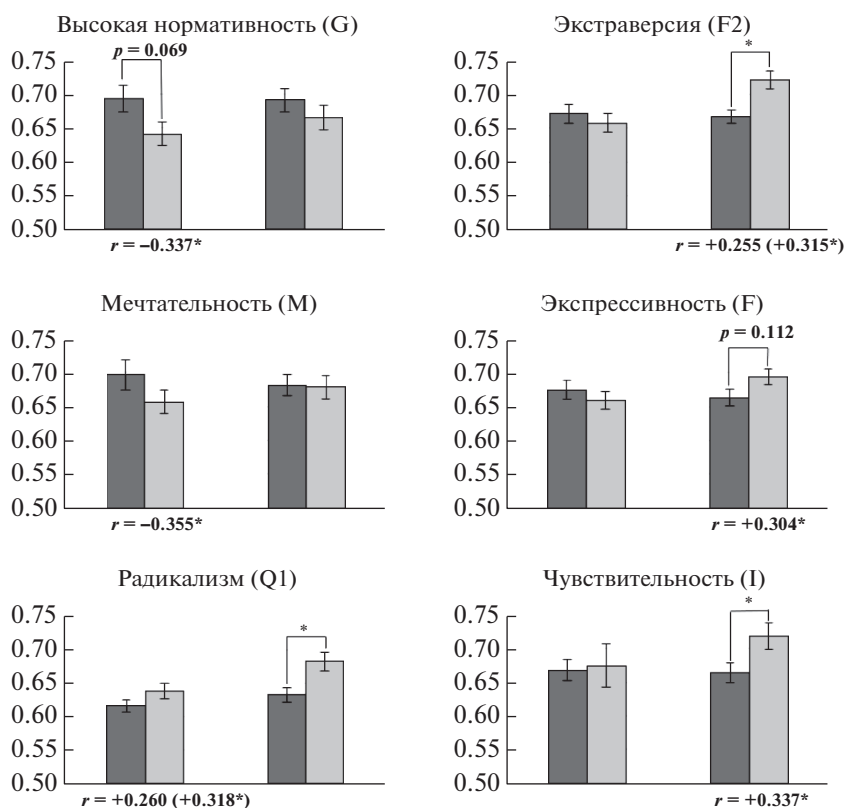 Высокая нормативность (G)
p = 0.069
0.75
0.70
0.65
0.60
0.55
0.50
r = –0.337*
Экстраверсия (F2)
*
0.75
0.70
0.65
0.60
0.55
0.50
r = +0.255 (+0.315*)
Мечтательность (M)
0.75
0.70
0.65
0.60
0.55
0.50
r = –0.355*
Экспрессивность (F)
p = 0.112
0.75
0.70
0.65
0.60
0.55
0.50
r = +0.304*
Радикализм (Q1)
0.75
*
0.70
0.65
0.60
0.55
0.50
r = +0.260 (+0.318*)
Чувствительность (I)
*
0.75
0.70
0.65
0.60
0.55
0.50
r = +0.337*